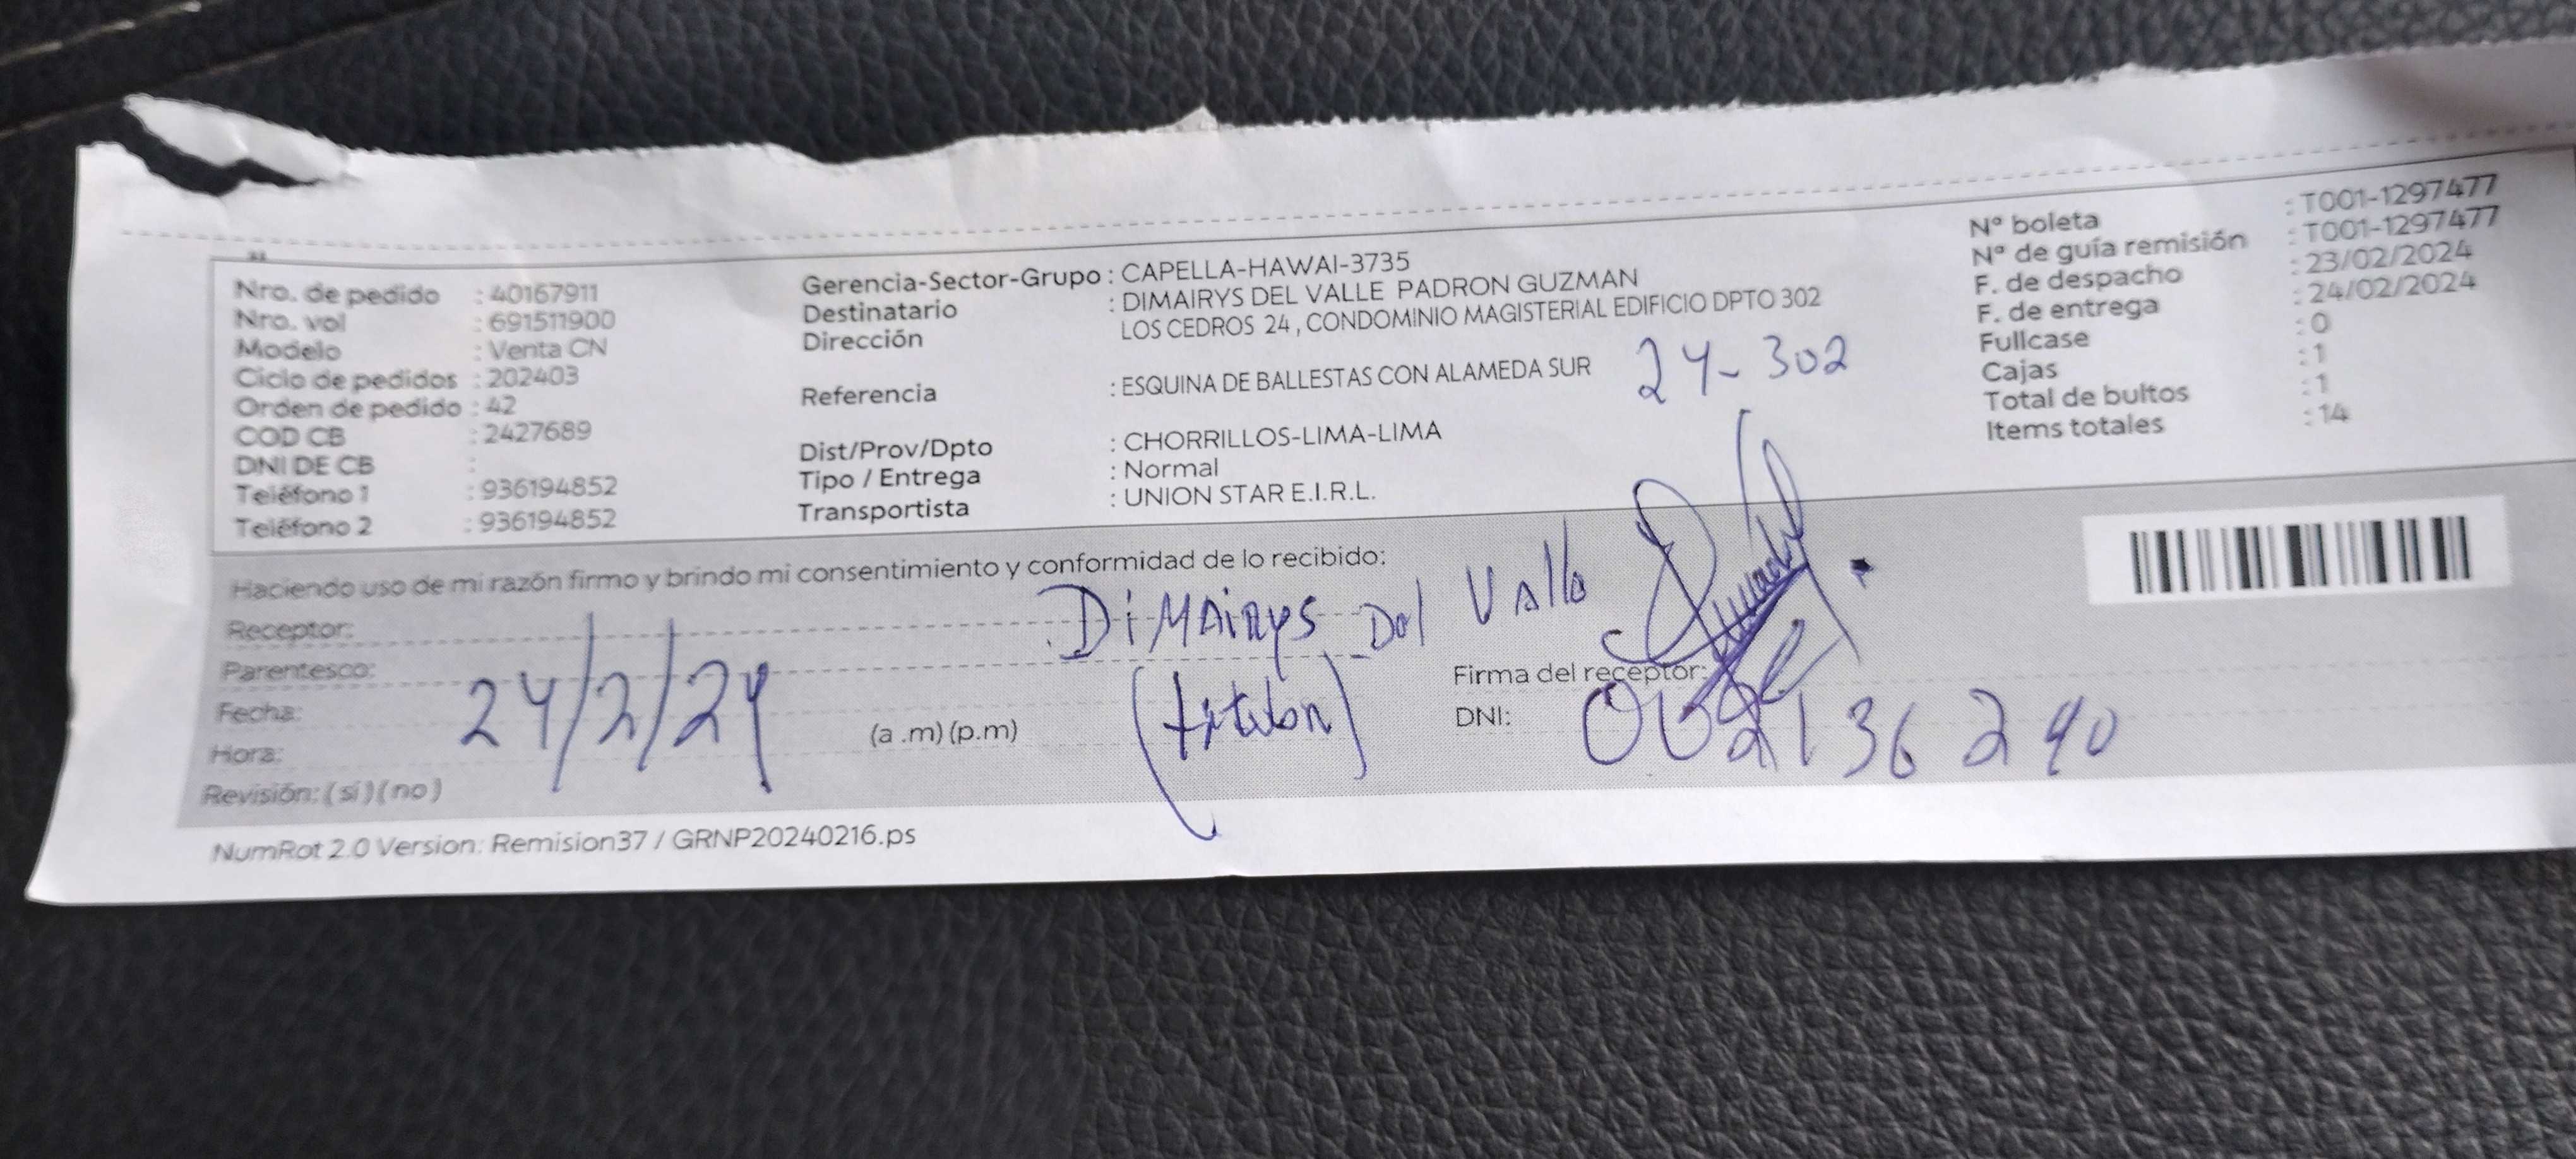 Nro. de pedido : 40167911
Nro. vol : 691511900
Modelo : Venta CN
Ciclo de pedidos : 202403
Orden de pedido : 42
COD CB : 2427689
DNI DE CB :
Teléfono 1 : 936194852
Teléfono 2 : 936194852
Gerencia-Sector-Grupo : CAPELLA-HAWAI-3735
Destinatario : DIMAIRYS DEL VALLE PADRON GUZMAN
Dirección LOS CEDROS 24, CONDOMINIO MAGISTERIAL EDIFICIO DPTO 302
Referencia : ESQUINA DE BALLESTAS CON ALAMEDA SUR
24-302
Dist/Prov/Dpto : CHORRILLOS-LIMA-LIMA
Tipo / Entrega : Normal
Transportista : UNION STAR E.I.R.L.
Nº boleta : T001-1297477
Nº de guía remisión : T001-1297477
F. de despacho : 23/02/2024
F. de entrega : 24/02/2024
Fullcase : 0
Cajas : 1
Total de bultos : 1
Items totales : 14
Haciendo uso de mi razón firmo y brindo mi consentimiento y conformidad de lo recibido:
Receptor: DiMAiRys Del Valle
Parentesco:
Firma del receptor:
Fecha: 24/2/24
Hora: (a .m) (p.m)
DNI:
Revisión: (si) (no)
NumRot 2.0 Version: Remision37 / GRNP20240216.ps